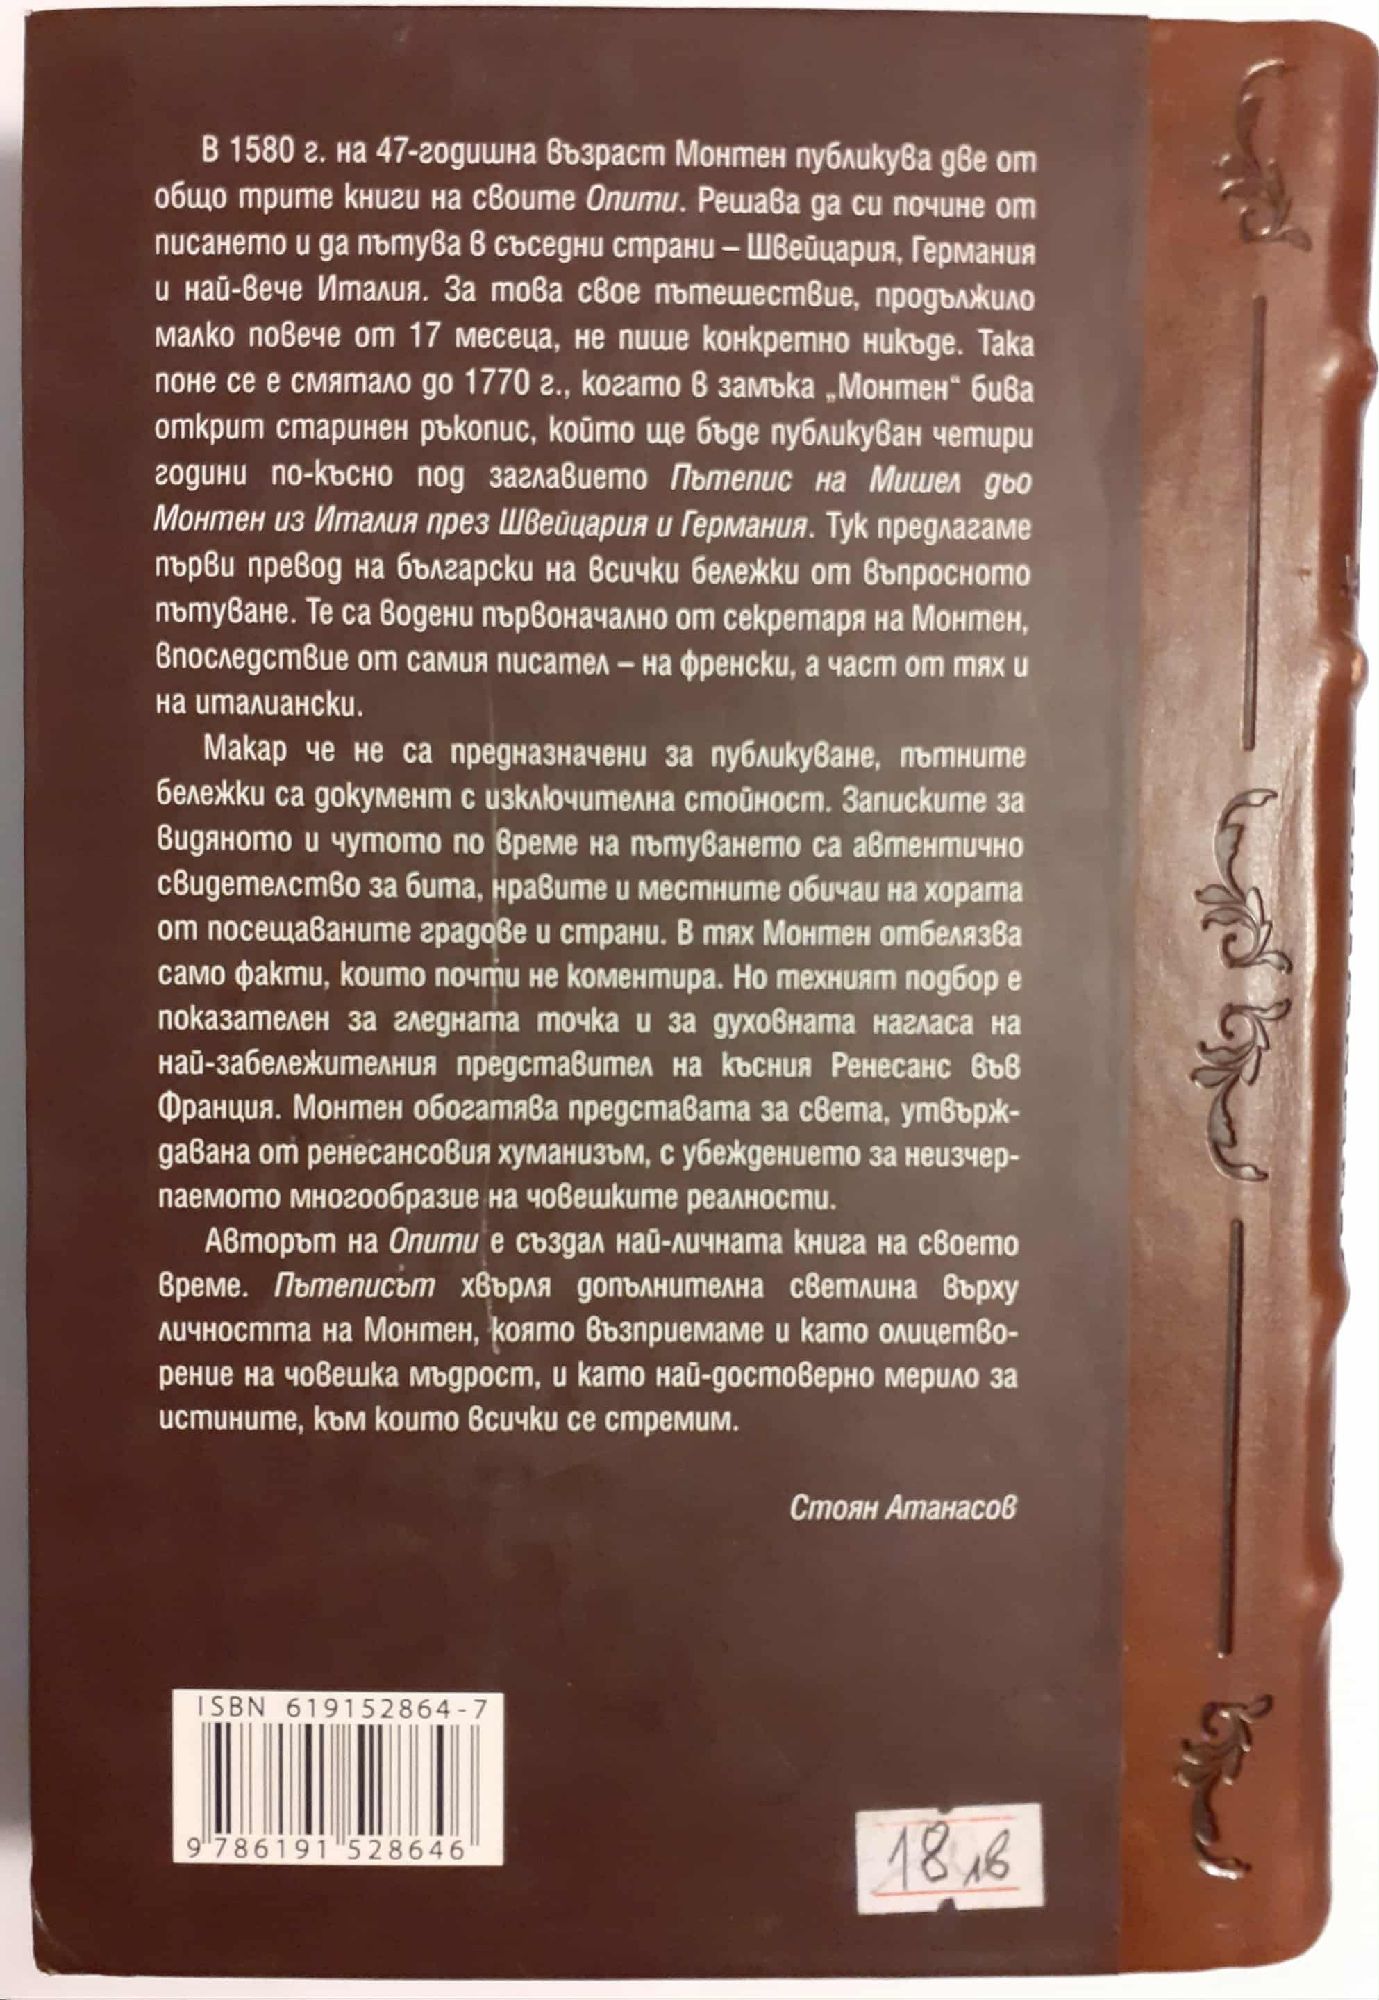 В 1580 г. на 47-годишна възраст Монтен публикува две от
общо трите книги на своите Опити. Решава да си почине от
писането и да пътува в съседни страни – Швейцария, Германия
и най-вече Италия. За това свое пътешествие, продължило
малко повече от 17 месеца, не пише конкретно никъде. Така
поне се е смятало до 1770 г., когато в замъка „Монтен“ бива
открит старинен ръкопис, който ще бъде публикуван четири
години по-късно под заглавието Пътепис на Мишел дьо
Монтен из Италия през Швейцария и Германия. Тук предлагаме
първи превод на български на всички бележки от въпросното
пътуване. Те са водени първоначално от секретаря на Монтен,
впоследствие от самия писател – на френски, а част от тях и
на италиански.
Макар че не са предназначени за публикуване, пътните
бележки са документ с изключителна стойност. Записките за
видяното и чутото по време на пътуването са автентично
свидетелство за бита, нравите и местните обичаи на хората
от посещаваните градове и страни. В тях Монтен отбелязва
само факти, които почти не коментира. Но техният подбор е
показателен за гледната точка и за духовната нагласа на
най-забележителния представител на късния Ренесанс във
Франция. Монтен обогатява представата за света, утвърж-
давана от ренесансовия хуманизъм, с убеждението за неизчер-
паемото многообразие на човешките реалности.
Авторът на Опити е създал най-личната книга на своето
време. Пътеписът хвърля допълнителна светлина върху
личността на Монтен, която възприемаме и като олицетво-
рение на човешка мъдрост, и като най-достоверно мерило за
истините, към които всички се стремим.
Стоян Атанасов
ISBN 619152864-7
9 786191 528646
18 лв